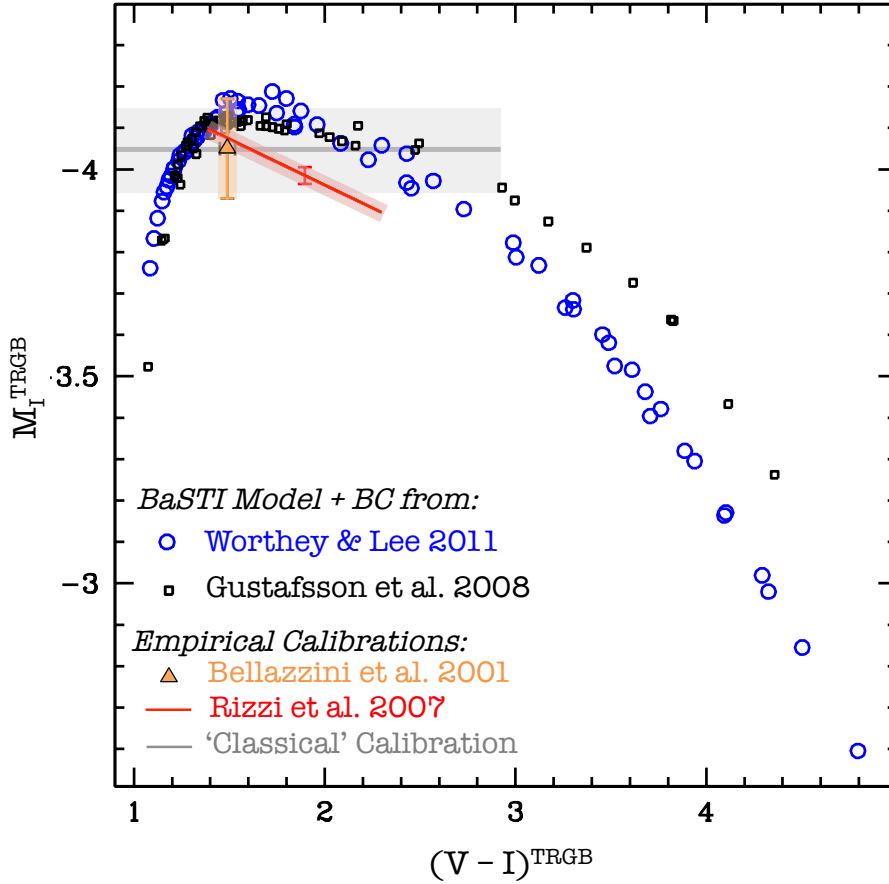 M_I^TRGB
-4
-3.5
-3
BaSTI Model + BC from:
Worthey & Lee 2011
Gustafsson et al. 2008
Empirical Calibrations:
Bellazzini et al. 2001
Rizzi et al. 2007
‘Classical’ Calibration
1 2 3 4
(V - I)^TRGB